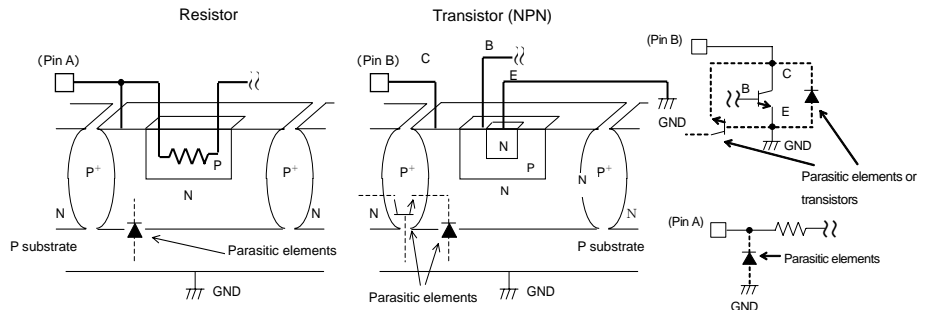 Resistor
(Pin A)
P
P+
P+
N
N
N
P substrate
Parasitic elements
GND
Transistor (NPN)
(Pin B)
C
B
E
GND
N
P
P+
N
P+
N
N
N
P substrate
Parasitic elements
GND
(Pin B)
C
B
E
GND
Parasitic elements or
transistors
(Pin A)
Parasitic elements
GND